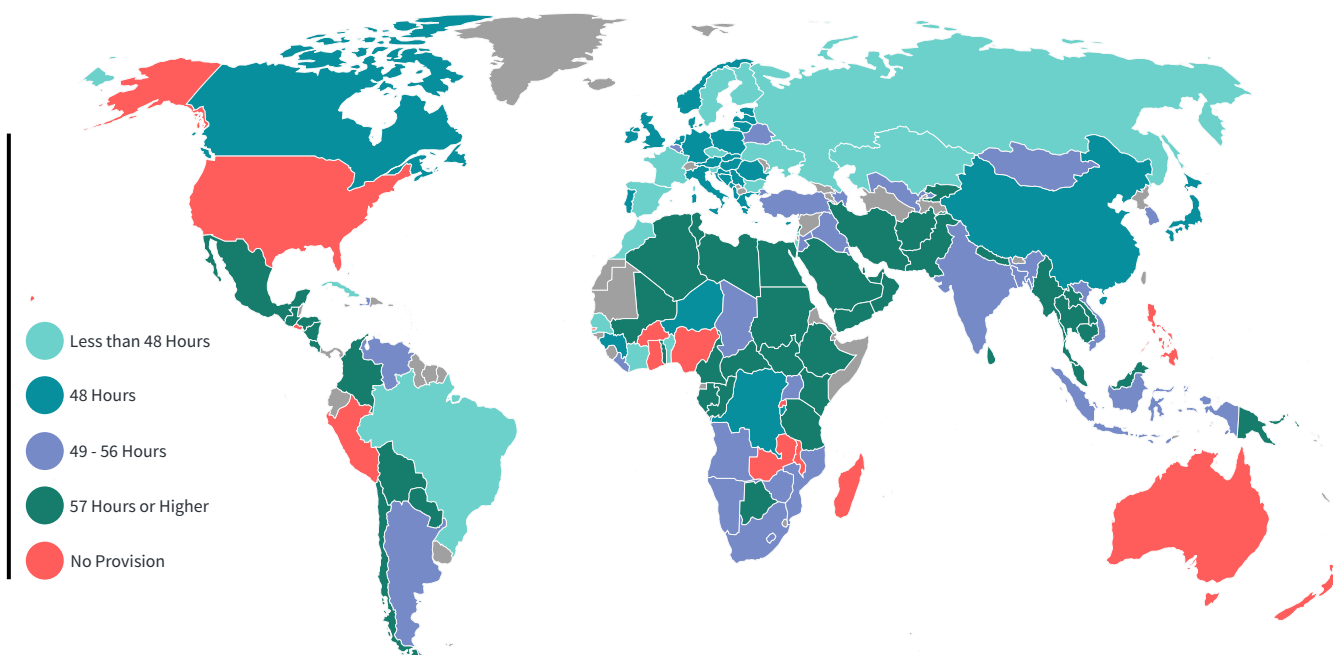 Less than 48 Hours
48 Hours
49 - 56 Hours
57 Hours or Higher
No Provision